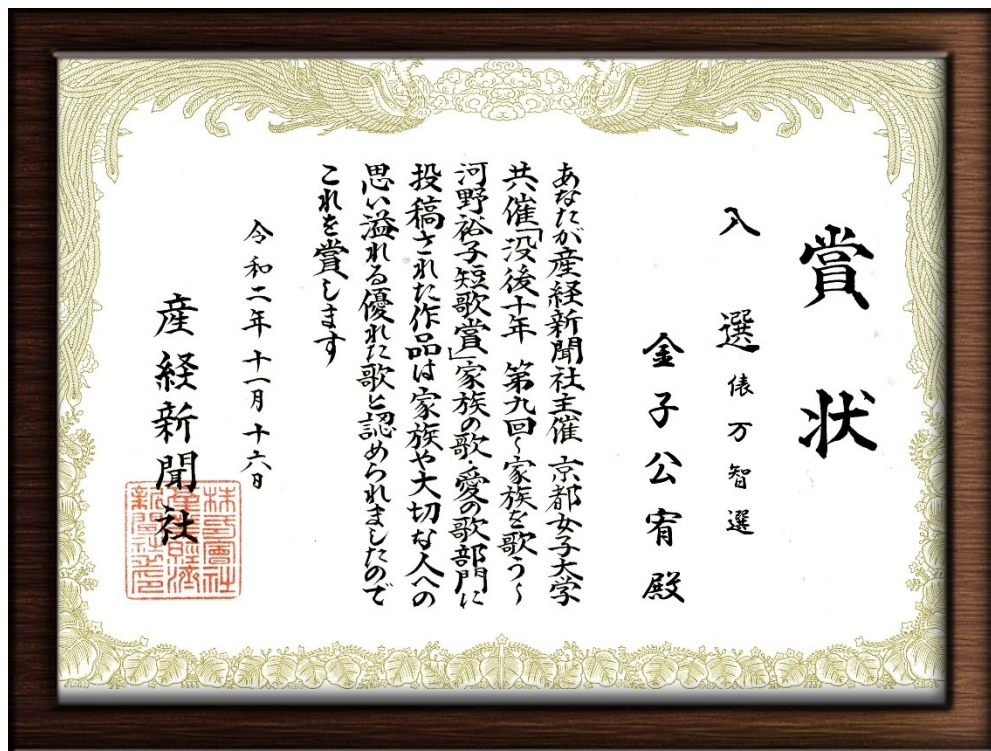 賞状
入選 俵万智選
金子公宥殿
あなたが産経新聞社主催 京都女子大学
共催「没後十年 第九回～家族を歌う～
河野裕子短歌賞」家族の歌・愛の歌部門に
投稿された作品は家族や大切な人への
思い溢れる優れた歌と認められましたので
これを賞します
令和二年十一月十六日
産経新聞社